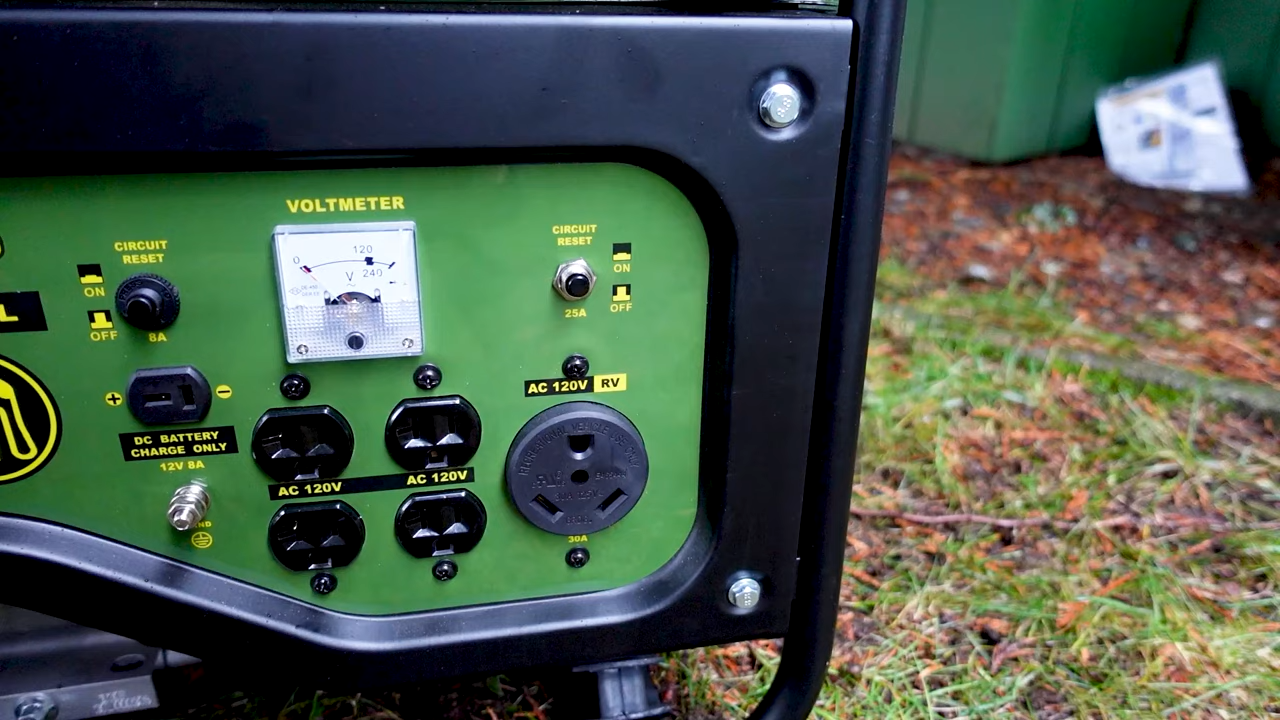 VOLTMETER
0
120
240
V
CIRCUIT
RESET
ON
OFF
8A
L
CIRCUIT
RESET
ON
OFF
25A
+
-
DC BATTERY
CHARGE ONLY
12V 8A
AC 120V
AC 120V
AC 120V RV
30A